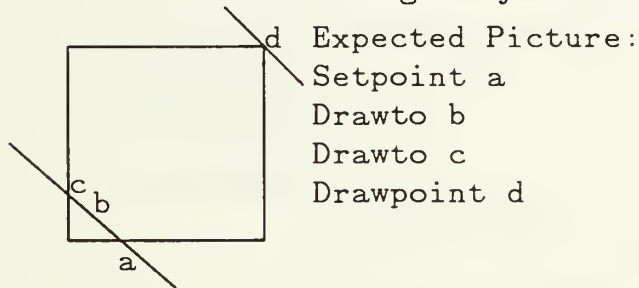 d Expected Picture:
Setpoint a
Drawto b
Drawto c
Drawpoint d
c
b
a